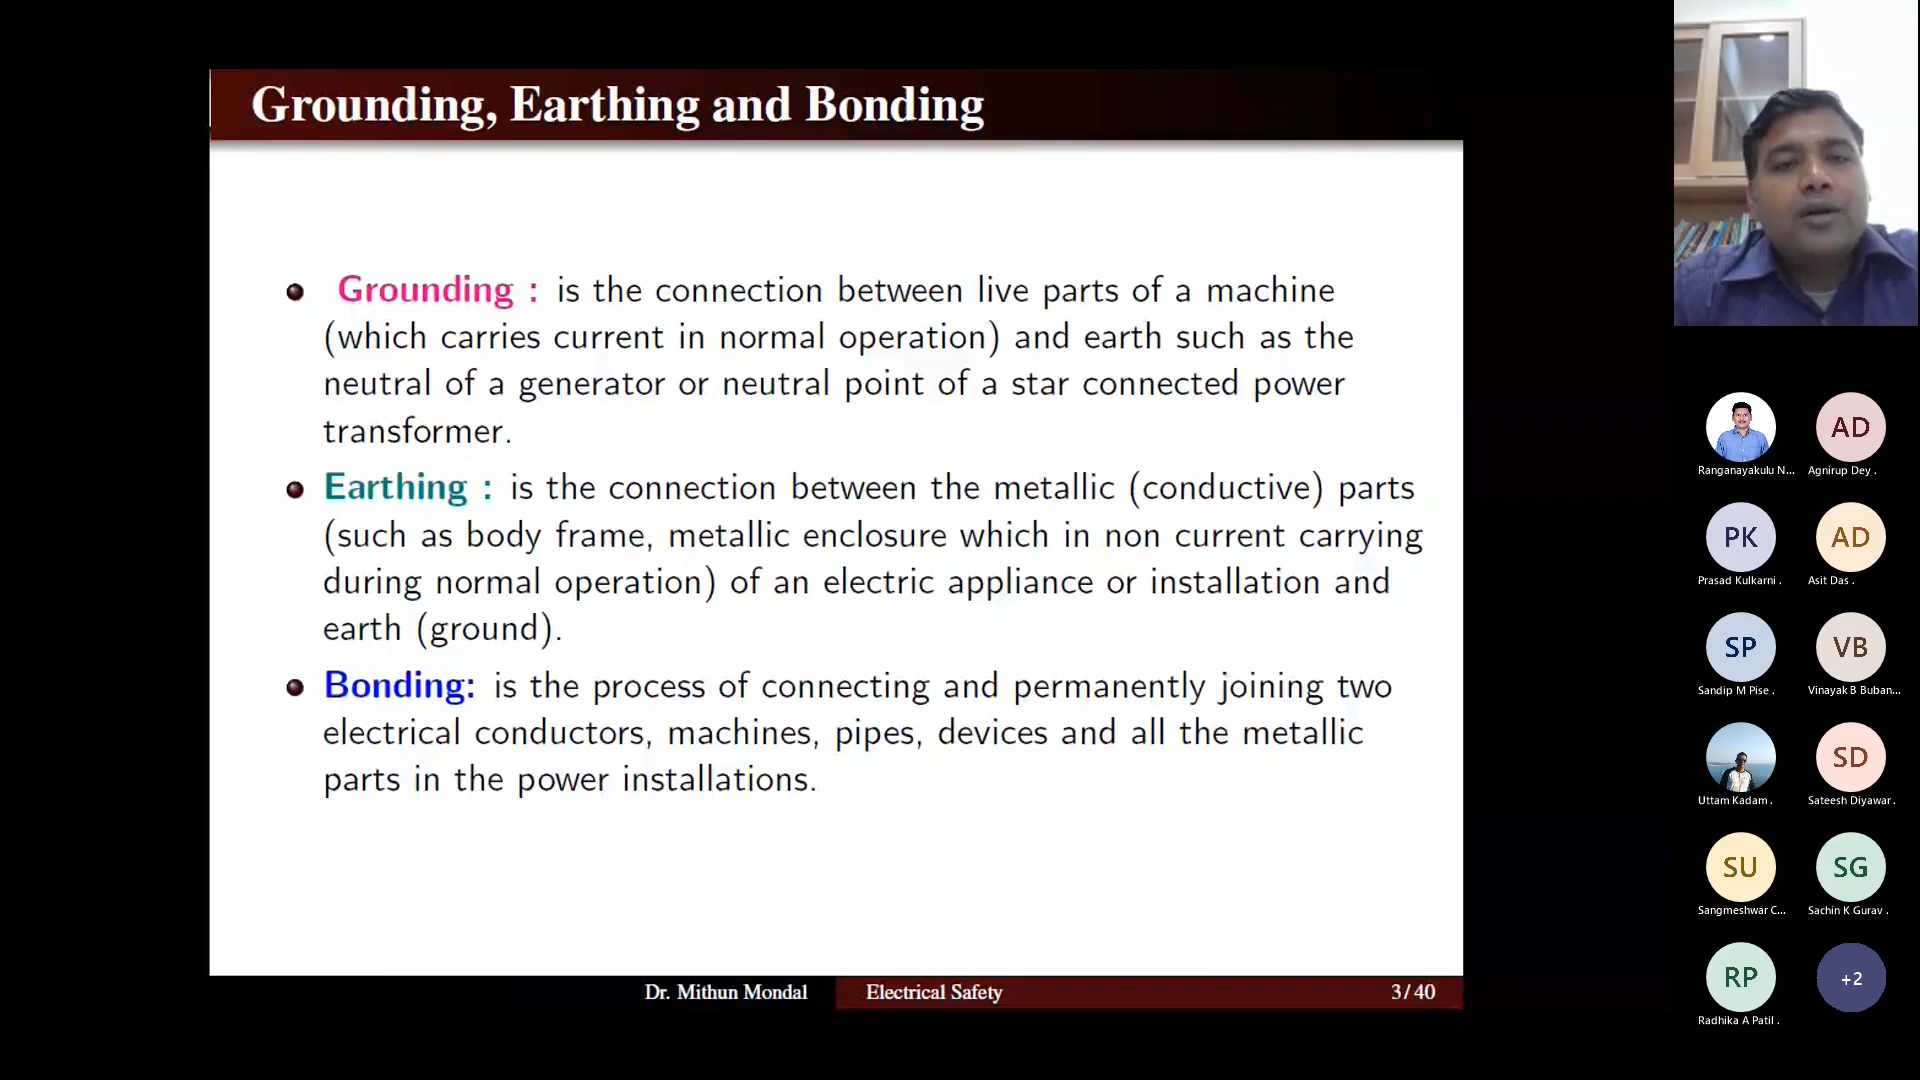 Grounding, Earthing and Bonding
Grounding : is the connection between live parts of a machine
(which carries current in normal operation) and earth such as the
neutral of a generator or neutral point of a star connected power
transformer.
Earthing : is the connection between the metallic (conductive) parts
(such as body frame, metallic enclosure which in non current carrying
during normal operation) of an electric appliance or installation and
earth (ground).
Bonding: is the process of connecting and permanently joining two
electrical conductors, machines, pipes, devices and all the metallic
parts in the power installations.
Dr. Mithun Mondal Electrical Safety 3/40
AD
Ranganayakulu N... Agnirup Dey .
PK AD
Prasad Kulkarni . Asit Das .
SP VB
Sandip M Pise . Vinayak B Buban...
SD
Uttam Kadam . Sateesh Diyawar .
SU SG
Sangmeshwar C... Sachin K Gurav .
RP +2
Radhika A Patil .